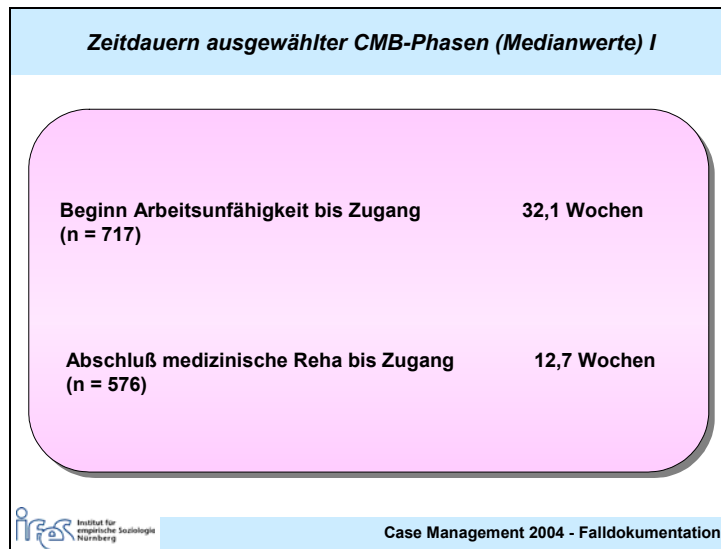 Zeitdauern ausgewählter CMB-Phasen (Medianwerte) I
Beginn Arbeitsunfähigkeit bis Zugang 32,1 Wochen
(n = 717)
Abschluß medizinische Reha bis Zugang 12,7 Wochen
(n = 576)
ifes Institut für
empirische Soziologie
Nürnberg
Case Management 2004 - Falldokumentation